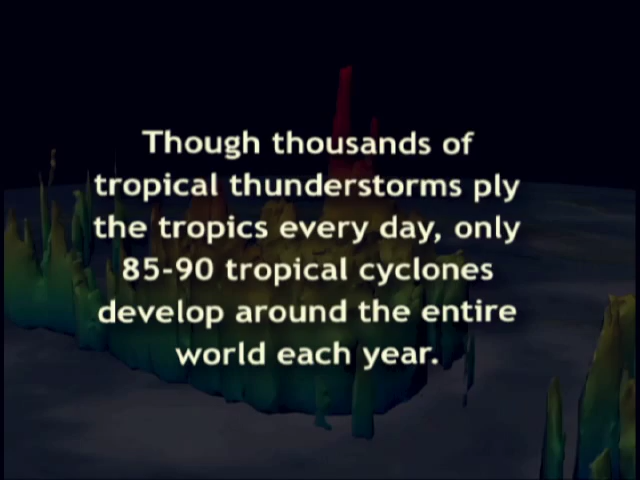 Though thousands of
tropical thunderstorms ply
the tropics every day, only
85-90 tropical cyclones
develop around the entire
world each year.